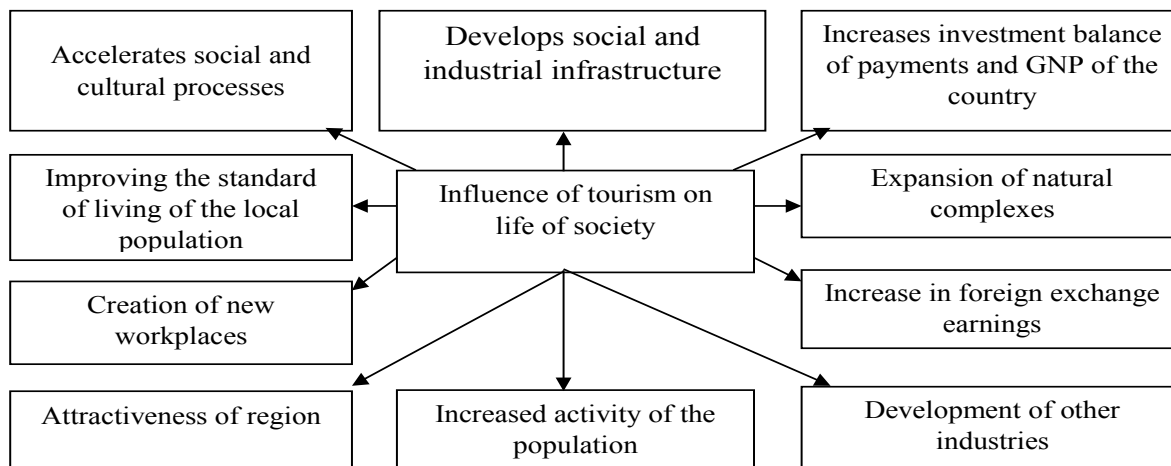 Accelerates social and
cultural processes
Develops social and
industrial infrastructure
Increases investment balance
of payments and GNP of the
country
Improving the standard
of living of the local
population
Influence of tourism on
life of society
Expansion of natural
complexes
Creation of new
workplaces
Increase in foreign exchange
earnings
Attractiveness of region
Increased activity of the
population
Development of other
industries